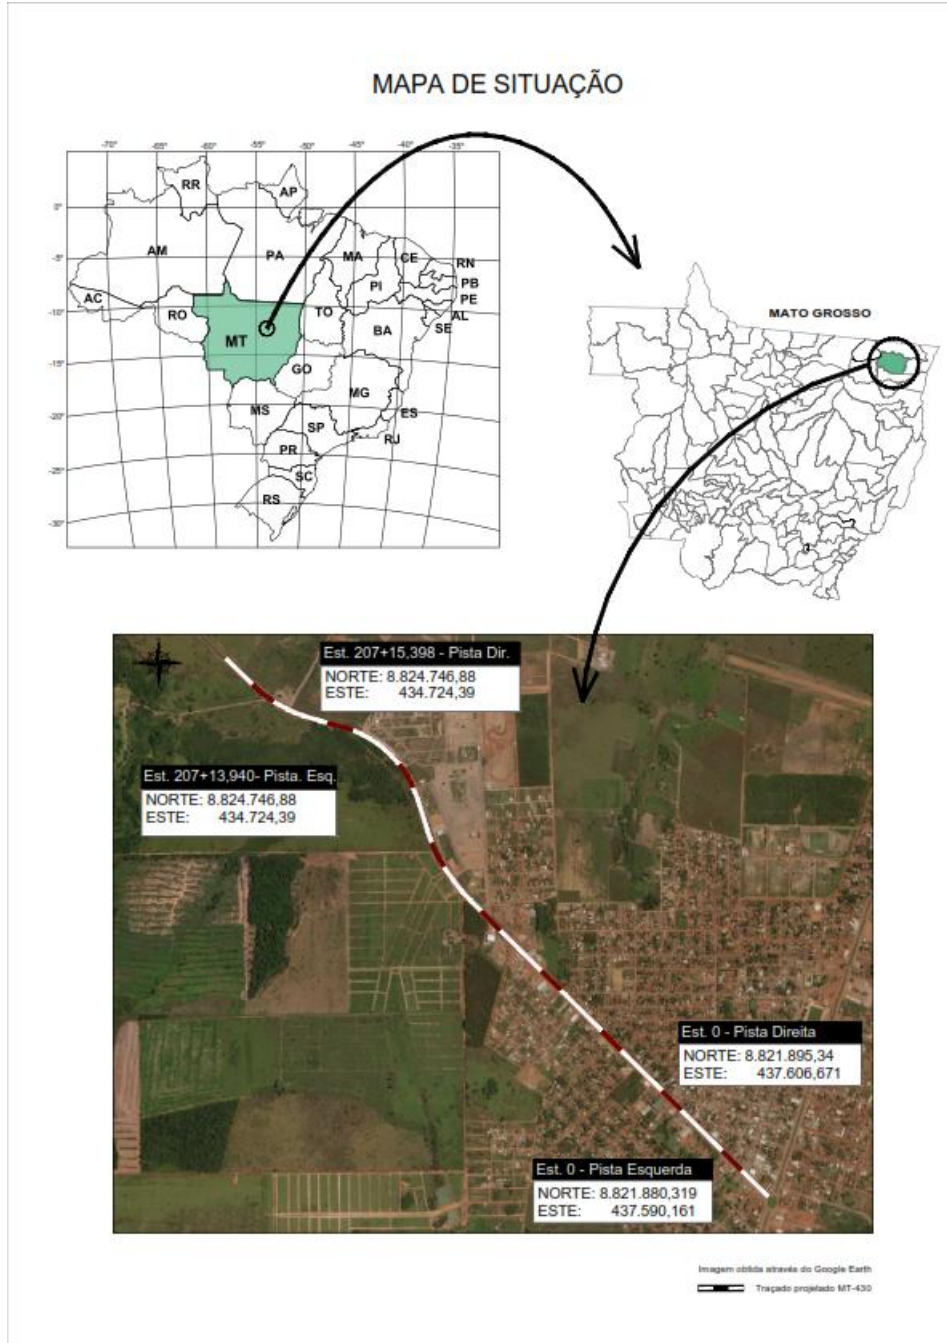 MAPA DE SITUAÇÃO
-70° -65° -60° -55° -50° -45° -40° -35°
RR
AP
0°
-5°
AM
PA
MA
CE
RN
PB
PI
PE
AC
-10°
RO
TO
AL
SE
BA
MT
-15°
GO
MG
MS
ES
-20°
SP
RJ
PR
SC
-25°
RS
-30°
MATO GROSSO
Est. 207+15,398 - Pista Dir.
NORTE: 8.824.746,88
ESTE: 434.724,39
Est. 207+13,940- Pista. Esq.
NORTE: 8.824.746,88
ESTE: 434.724,39
Est. 0 - Pista Direita
NORTE: 8.821.895,34
ESTE: 437.606,671
Est. 0 - Pista Esquerda
NORTE: 8.821.880,319
ESTE: 437.590,161
Imagem obtida através do Google Earth
Traçado projetado MT-430